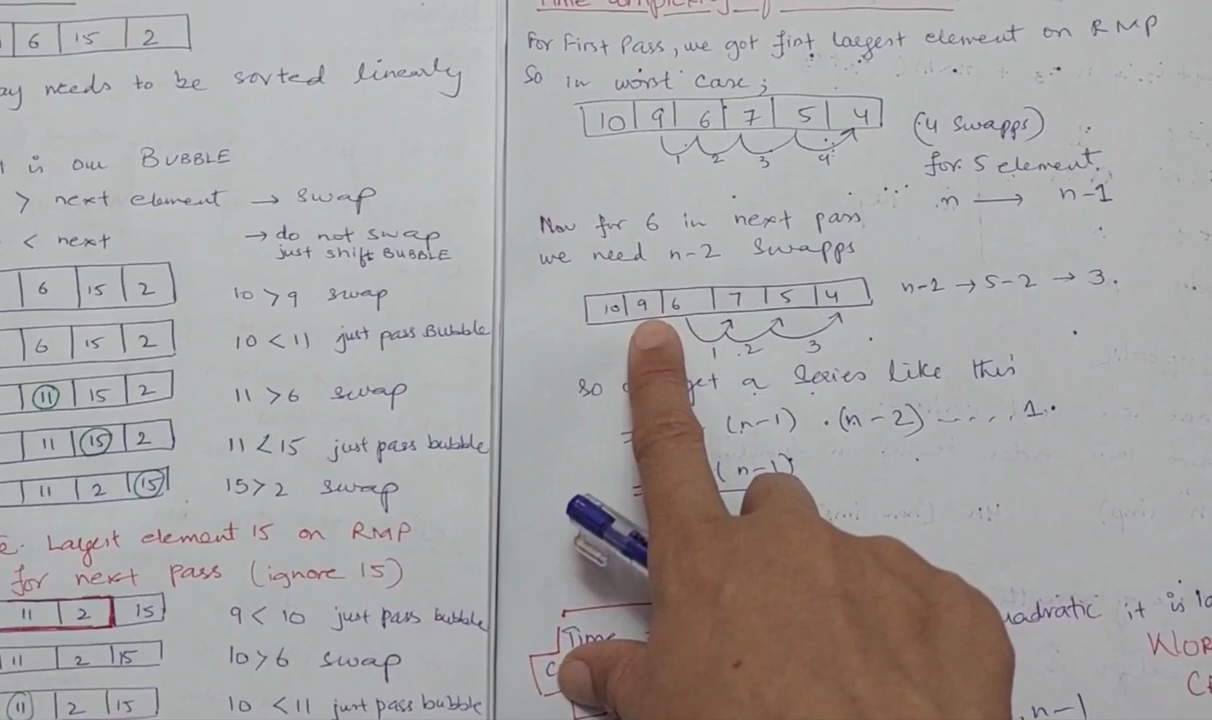 6 15 2
needs to be sorted linearly
is our BUBBLE
> next element → swap
< next → do not swap
just shift BUBBLE
6 15 2 10 > 9 swap
6 15 2 10 < 11 just pass Bubble
11 15 2 11 > 6 swap
11 15 2 11 < 15 just pass bubble
11 2 15 15 > 2 swap
Largest element 15 on RMP
for next pass (ignore 15)
11 2 15 9 < 10 just pass bubble
11 2 15 10 > 6 swap
11 2 15 10 < 11 just pass bubble
For First Pass, we got first largest element on RMP
So in worst case;
10 9 6 7 5 4 (4 swapps)
1 2 3 4
for 5 element.
n → n-1
Now for 6 in next pass
we need n-2 swapps
10 9 6 7 5 4 n-2 → 5-2 → 3.
1 2 3
So get a series like this
= (n-1) . (n-2) ..... 1.
= (n-1)
quadratic it is
Time
n-1